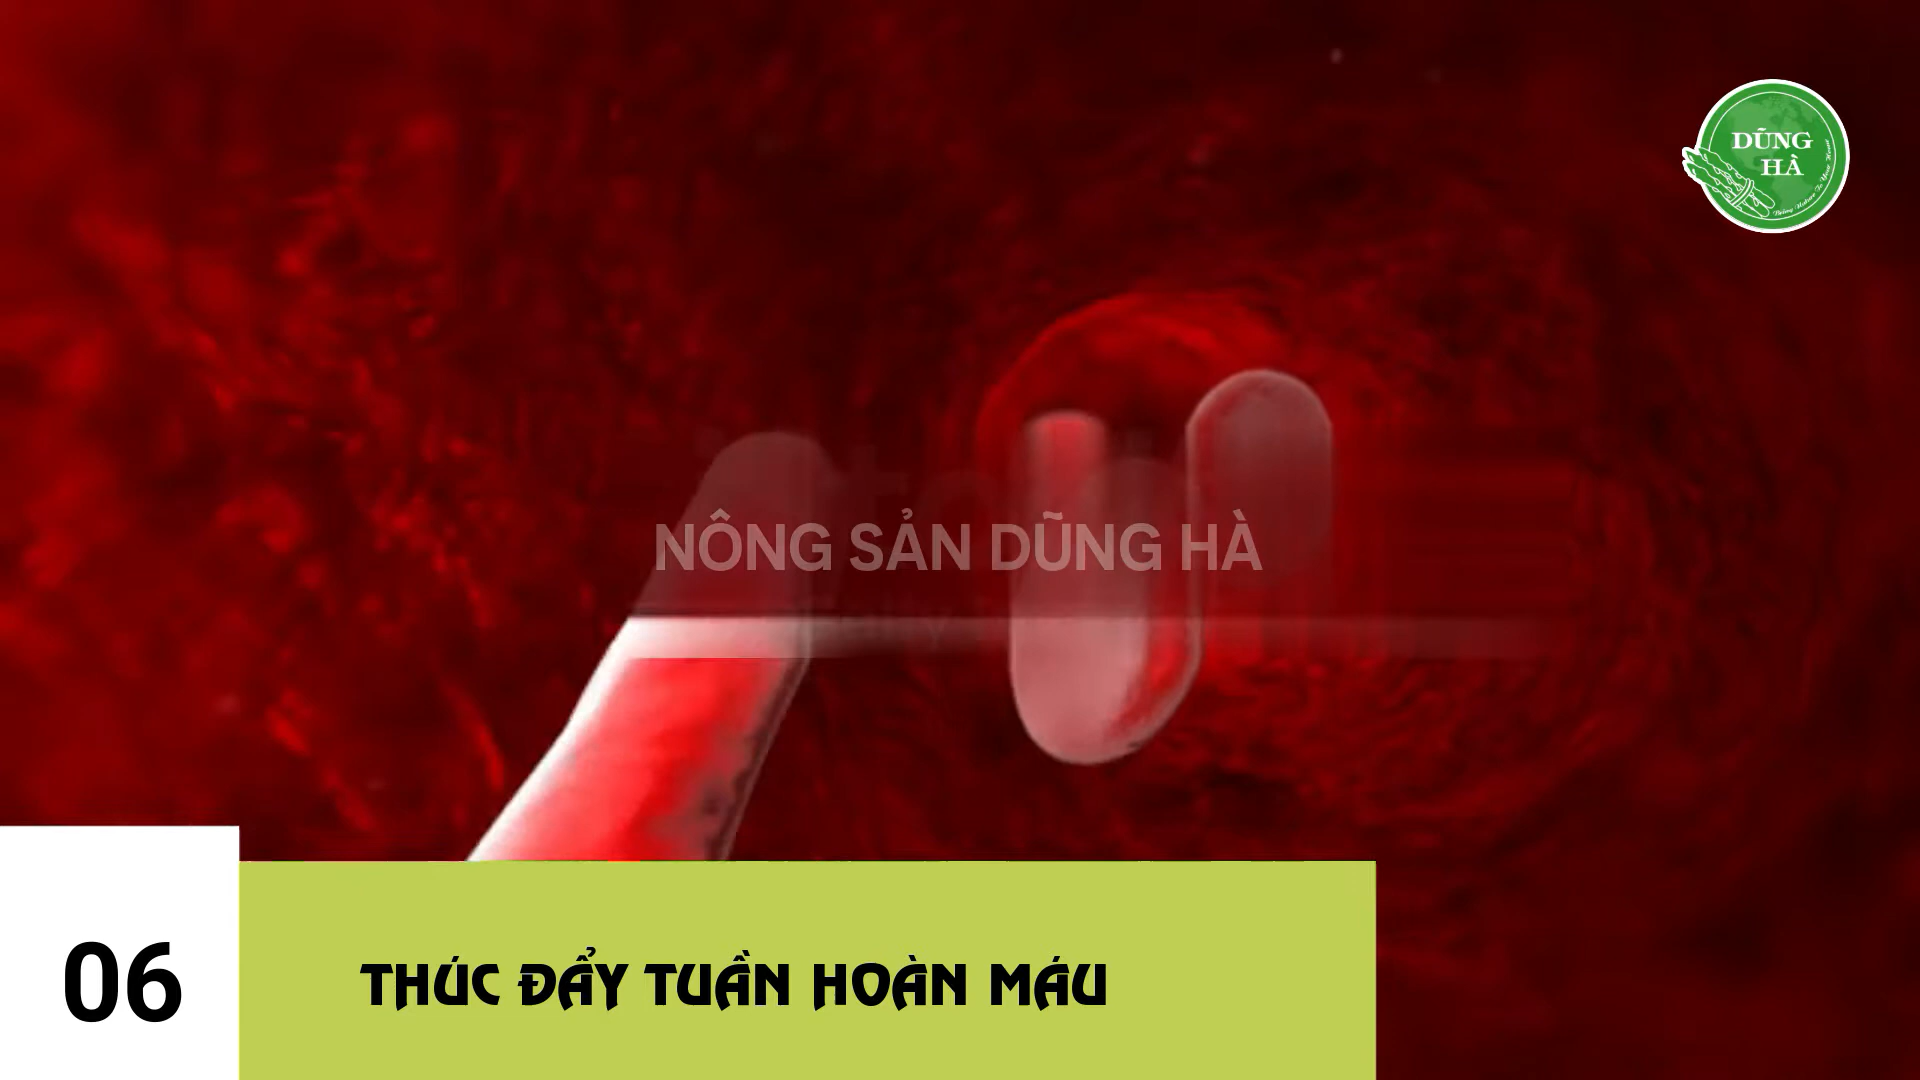 DŨNG
HÀ
NÔNG SẢN DŨNG HÀ
06
THÚC ĐẨY TUẦN HOÀN MÁU